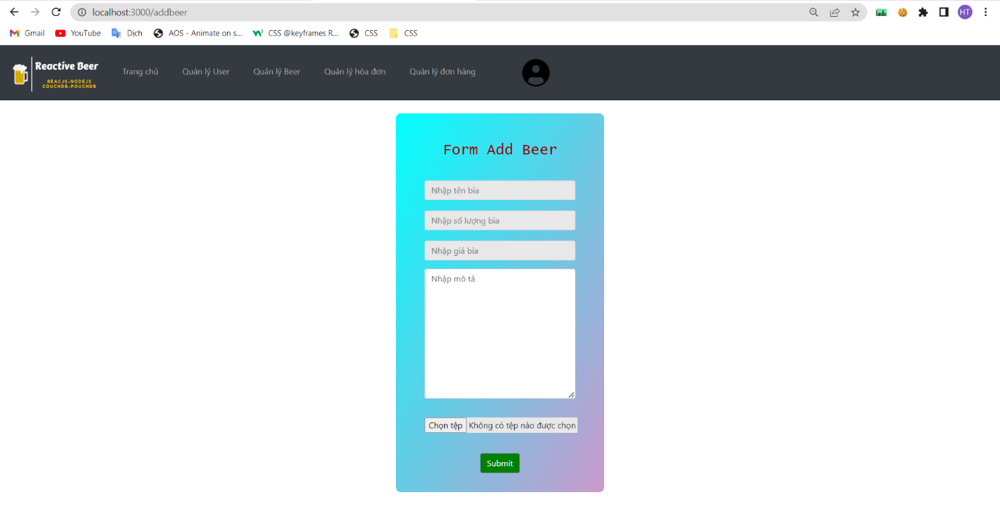 localhost:3000/addbeer
HT
Gmail YouTube Dịch AOS - Animate on s... CSS @keyframes R... CSS CSS
Reactive Beer
REACJS-NODEJS
COUCHDB-POUCHDB
Trang chủ Quản lý User Quản lý Beer Quản lý hóa đơn Quản lý đơn hàng
Form Add Beer
Nhập tên bia
Nhập số lượng bia
Nhập giá bia
Nhập mô tả
Chọn tệp Không có tệp nào được chọn
Submit